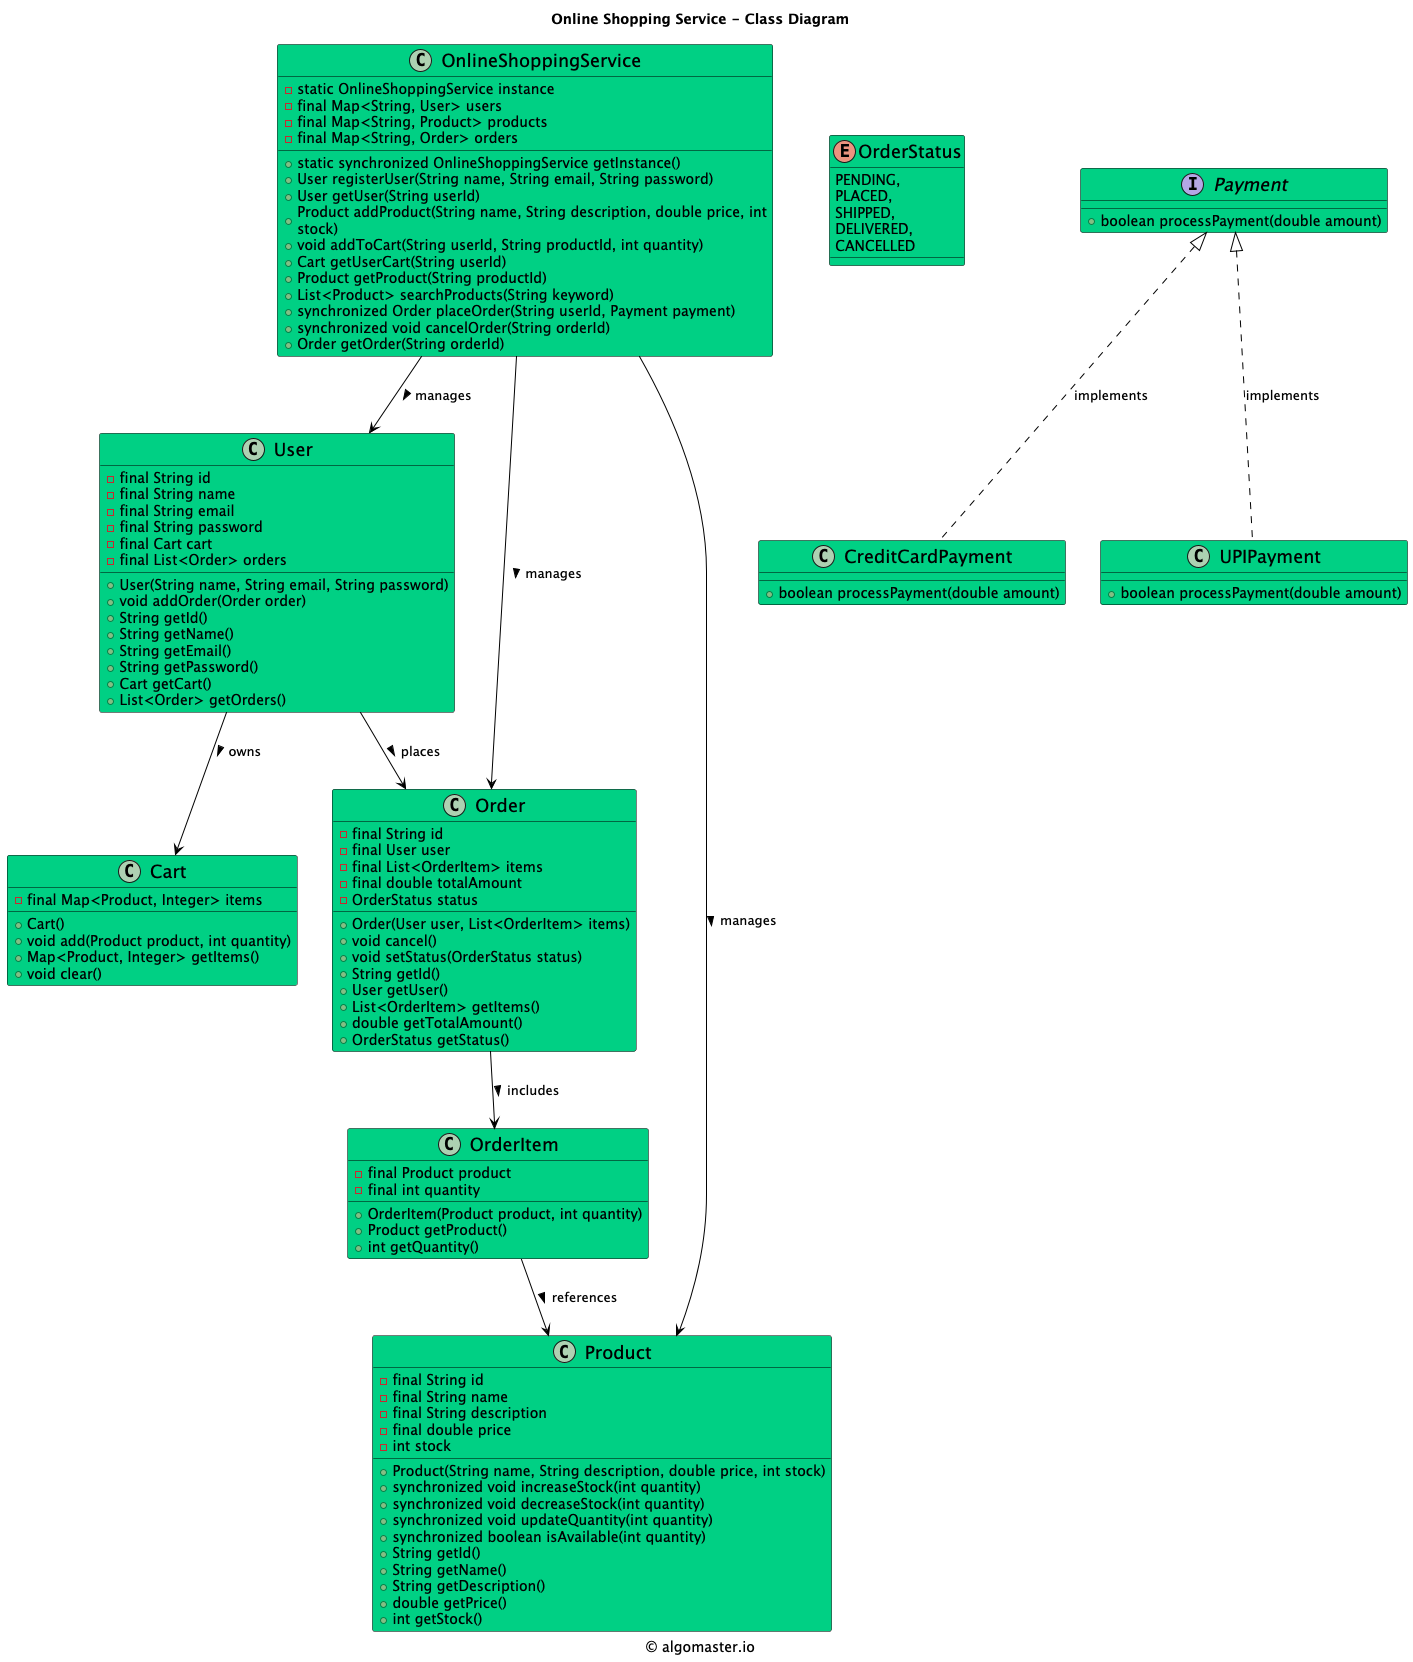 Online Shopping Service – Class Diagram
C OnlineShoppingService
static OnlineShoppingService instance
final Map<String, User> users
final Map<String, Product> products
final Map<String, Order> orders
static synchronized OnlineShoppingService getInstance()
User registerUser(String name, String email, String password)
User getUser(String userId)
Product addProduct(String name, String description, double price, int
stock)
void addToCart(String userId, String productId, int quantity)
Cart getUserCart(String userId)
Product getProduct(String productId)
List<Product> searchProducts(String keyword)
synchronized Order placeOrder(String userId, Payment payment)
synchronized void cancelOrder(String orderId)
Order getOrder(String orderId)
E OrderStatus
PENDING,
PLACED,
SHIPPED,
DELIVERED,
CANCELLED
I Payment
boolean processPayment(double amount)
manages
implements
implements
C User
final String id
final String name
final String email
final String password
final Cart cart
final List<Order> orders
User(String name, String email, String password)
void addOrder(Order order)
String getId()
String getName()
String getEmail()
String getPassword()
Cart getCart()
List<Order> getOrders()
manages
C CreditCardPayment
boolean processPayment(double amount)
C UPIPayment
boolean processPayment(double amount)
owns
places
C Cart
final Map<Product, Integer> items
Cart()
void add(Product product, int quantity)
Map<Product, Integer> getItems()
void clear()
C Order
final String id
final User user
final List<OrderItem> items
final double totalAmount
OrderStatus status
Order(User user, List<OrderItem> items)
void cancel()
void setStatus(OrderStatus status)
String getId()
User getUser()
List<OrderItem> getItems()
double getTotalAmount()
OrderStatus getStatus()
manages
includes
C OrderItem
final Product product
final int quantity
OrderItem(Product product, int quantity)
Product getProduct()
int getQuantity()
references
C Product
final String id
final String name
final String description
final double price
int stock
Product(String name, String description, double price, int stock)
synchronized void increaseStock(int quantity)
synchronized void decreaseStock(int quantity)
synchronized void updateQuantity(int quantity)
synchronized boolean isAvailable(int quantity)
String getId()
String getName()
String getDescription()
double getPrice()
int getStock()
© algomaster.io